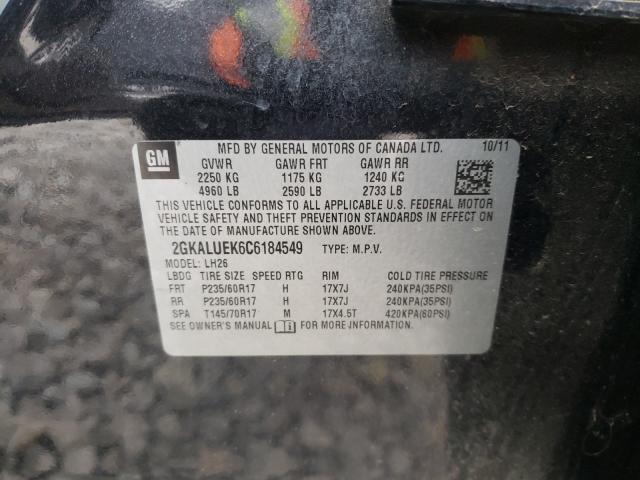 GM MFD BY GENERAL MOTORS OF CANADA LTD. 10/11
GVWR GAWR FRT GAWR RR
2250 KG 1175 KG 1240 KG
4960 LB 2590 LB 2733 LB
THIS VEHICLE CONFORMS TO ALL APPLICABLE U.S. FEDERAL MOTOR
VEHICLE SAFETY AND THEFT PREVENTION STANDARDS IN EFFECT ON
THE DATE OF MANUFACTURE SHOWN ABOVE.
2GKALUEK6C6184549 TYPE: M.P.V.
MODEL: LH26
LBDG TIRE SIZE SPEED RTG RIM COLD TIRE PRESSURE
FRT P235/60R17 H 17X7J 240KPA(35PSI)
RR P235/60R17 H 17X7J 240KPA(35PSI)
SPA T145/70R17 M 17X4.5T 420KPA(60PSI)
SEE OWNER'S MANUAL FOR MORE INFORMATION.